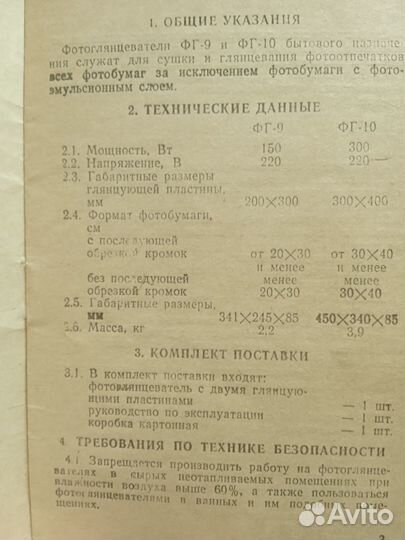 1. ОБЩИЕ УКАЗАНИЯ
Фотоглянцеватели ФГ-9 и ФГ-10 бытового назначе
ния служат для сушки и глянцевания фотоотпечатков
всех фотобумаг за исключением фотобумаги с фото-
эмульсионным слоем.
2. ТЕХНИЧЕСКИЕ ДАННЫЕ
ФГ-9 ФГ-10
2.1. Мощность, Вт 150 300
2.2. Напряжение, В 220 220
2.3. Габаритные размеры
глянцующей пластины,
мм 200×300 300×400
2.4. Формат фотобумаги,
см
с последующей
обрезкой кромок от 20×30 от 30×40
и менее и менее
без последующей
обрезкой кромок 20×30 30×40
2.5. Габаритные размеры,
мм 341×245×85 450×340×85
2.6. Масса, кг 2,2 3,9
3. КОМПЛЕКТ ПОСТАВКИ
3.1. В комплект поставки входят:
фотоглянцеватель с двумя глянцую-
щими пластинами — 1 шт.
руководство по эксплуатации — 1 шт.
коробка картонная — 1 шт.
4. ТРЕБОВАНИЯ ПО ТЕХНИКЕ БЕЗОПАСНОСТИ
4.1. Запрещается производить работу на фотоглянце-
вателях в сырых неотапливаемых помещениях при
влажности воздуха выше 60%, а также пользоваться
фотоглянцевателями в ванных и им подобных поме-
щениях.
3
Avito